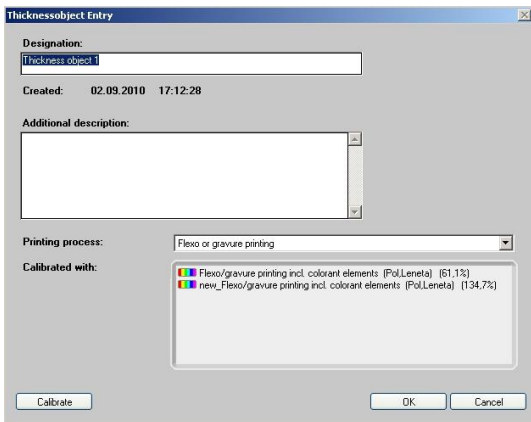 Thicknessobject Entry
Designation:
Thickness object 1
Created: 02.09.2010 17:12:28
Additional description:
Printing process: Flexo or gravure printing
Calibrated with:
Flexo/gravure printing incl. colorant elements (Pol,Leneta) (61,1%)
new_Flexo/gravure printing incl. colorant elements (Pol,Leneta) (134,7%)
Calibrate OK Cancel